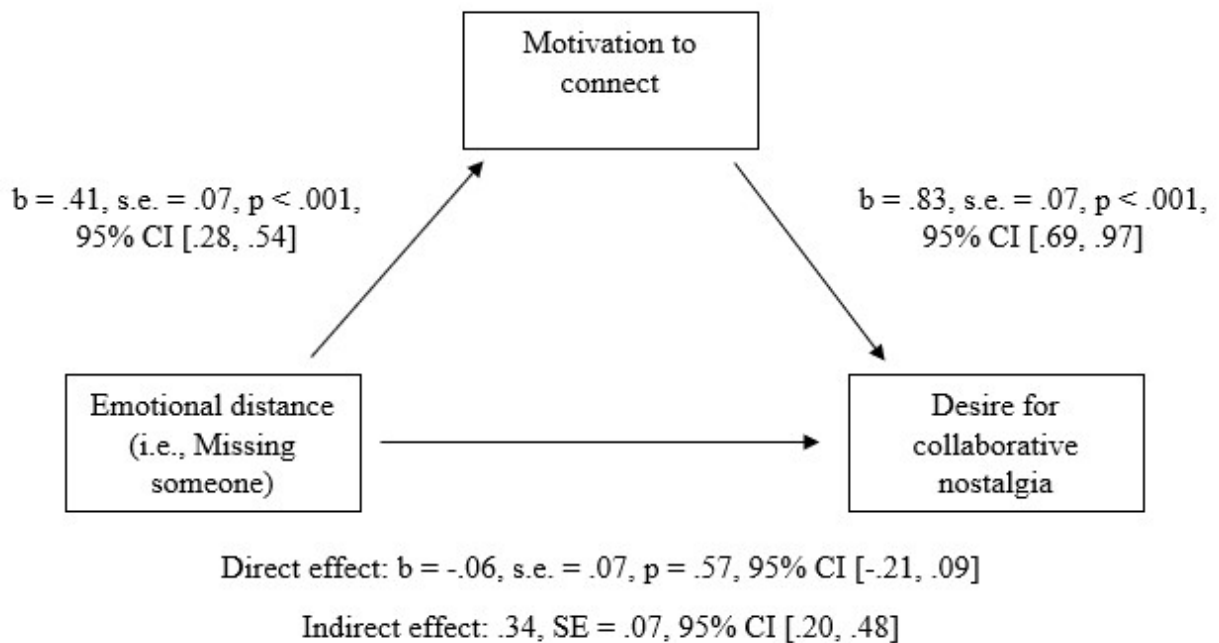 Motivation to
connect
b = .41, s.e. = .07, p < .001,
95% CI [.28, .54]
b = .83, s.e. = .07, p < .001,
95% CI [.69, .97]
Emotional distance
(i.e., Missing
someone)
Desire for
collaborative
nostalgia
Direct effect: b = -.06, s.e. = .07, p = .57, 95% CI [-.21, .09]
Indirect effect: .34, SE = .07, 95% CI [.20, .48]